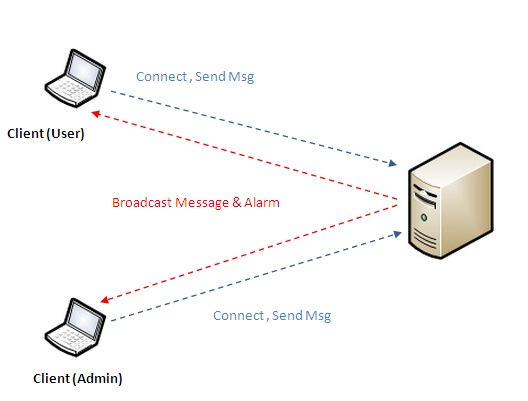 Connect , Send Msg
Client (User)
Broadcast Message & Alarm
Connect , Send Msg
Client (Admin)